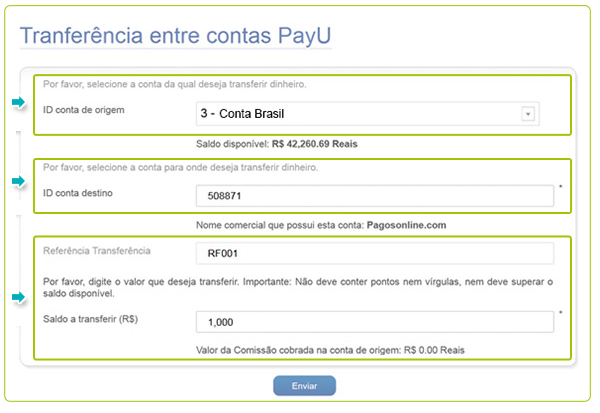 Tranferência entre contas PayU
Por favor, selecione a conta da qual deseja transferir dinheiro.
ID conta de origem
3 - Conta Brasil
Saldo disponível: R$ 42,260.69 Reais
Por favor, selecione a conta para onde deseja transferir dinheiro.
ID conta destino
508871
*
Nome comercial que possui esta conta: Pagosonline.com
Referência Transferência
RF001
Por favor, digite o valor que deseja transferir. Importante: Não deve conter pontos nem vírgulas, nem deve superar o
saldo disponível.
Saldo a transferir (R$)
1,000
*
Valor da Comissão cobrada na conta de origem: R$ 0.00 Reais
Enviar